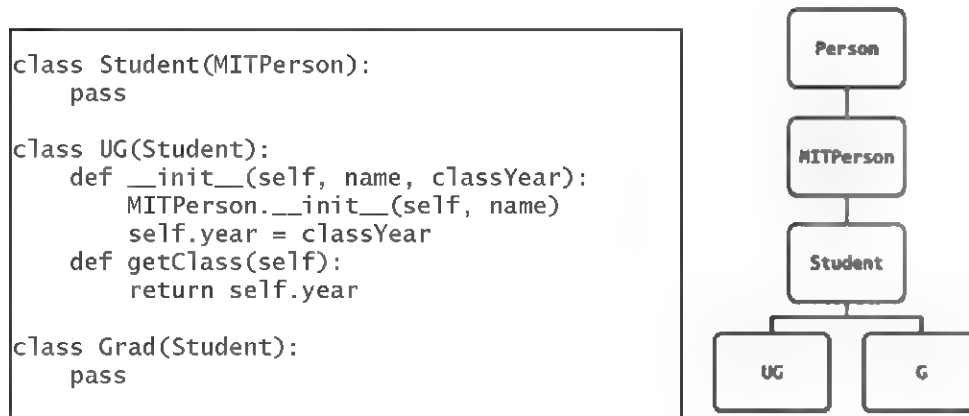 class Student(MITPerson):
    pass
class UG(Student):
    def __init__(self, name, classYear):
        MITPerson.__init__(self, name)
        self.year = classYear
    def getClass(self):
        return self.year
class Grad(Student):
    pass
Person
MITPerson
Student
UG
G